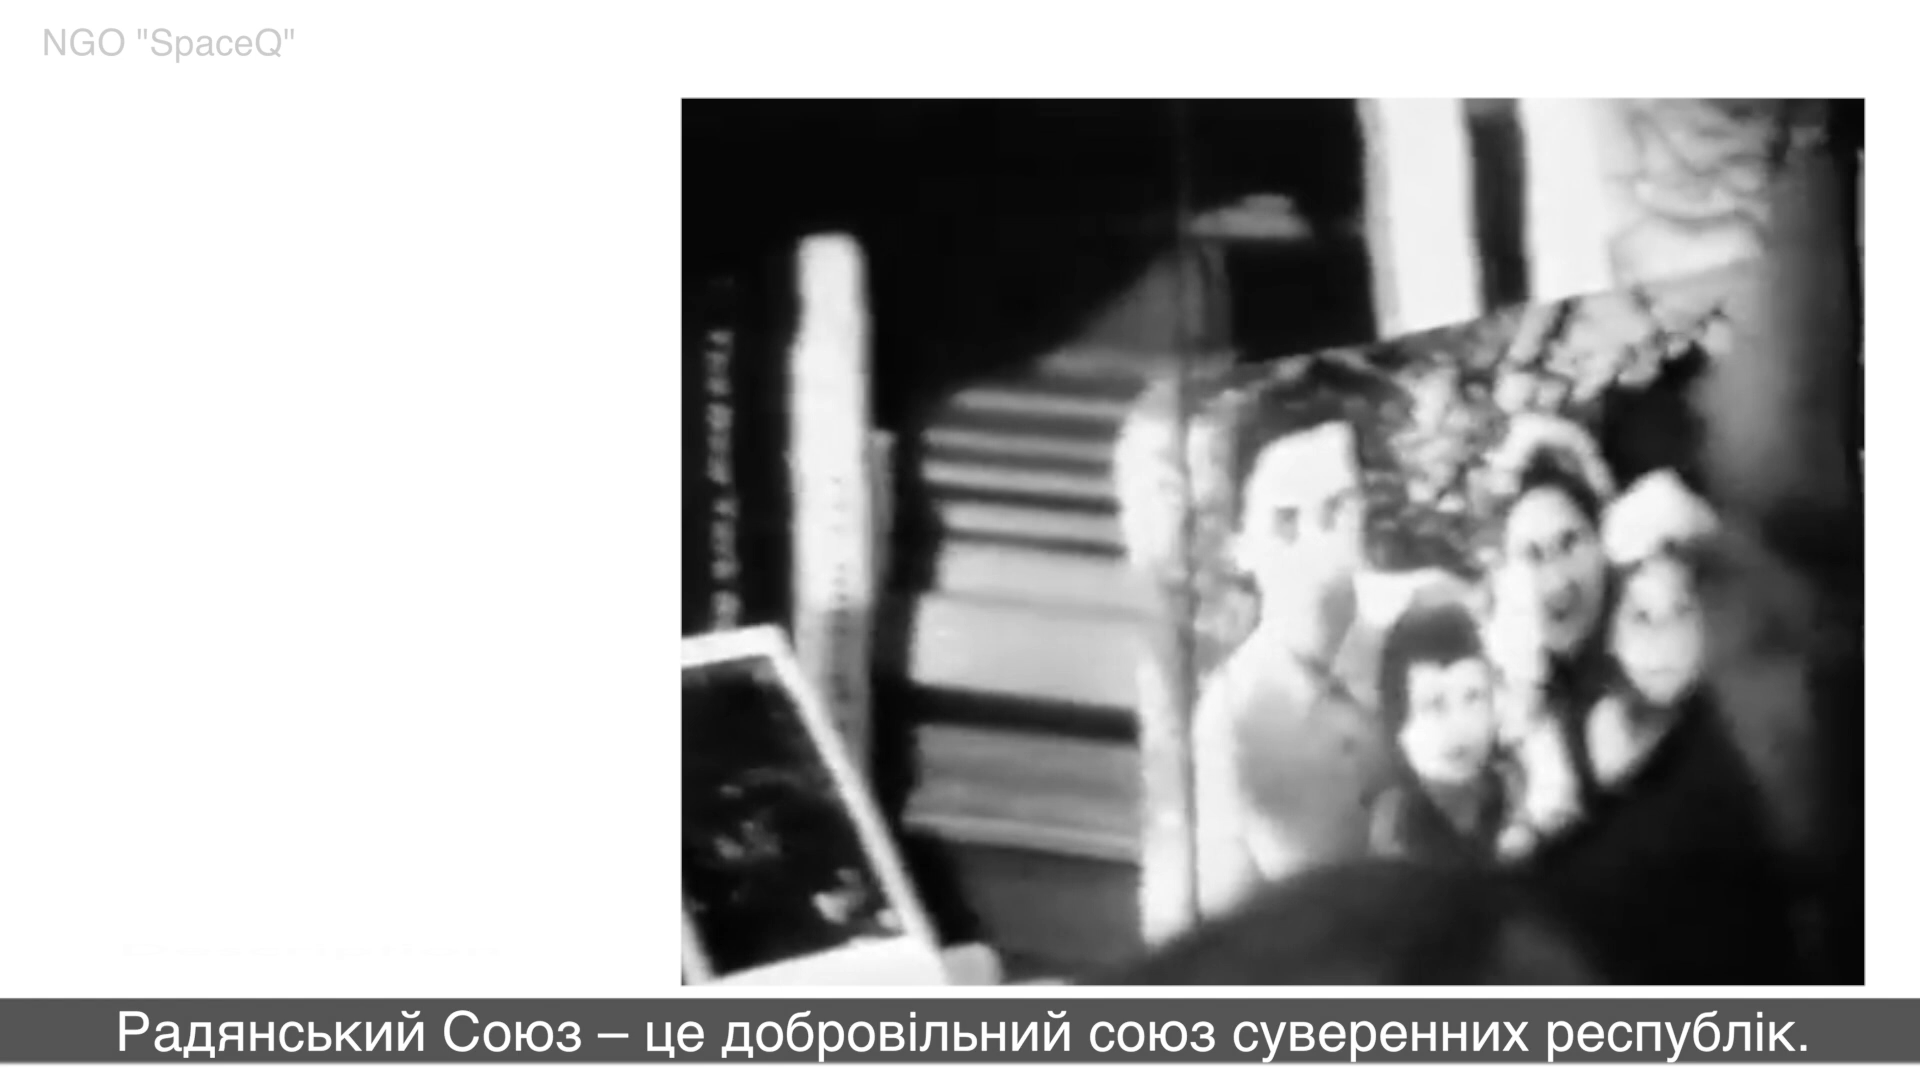 NGO "SpaceQ"
Радянський Союз – це добровільний союз суверенних республік.